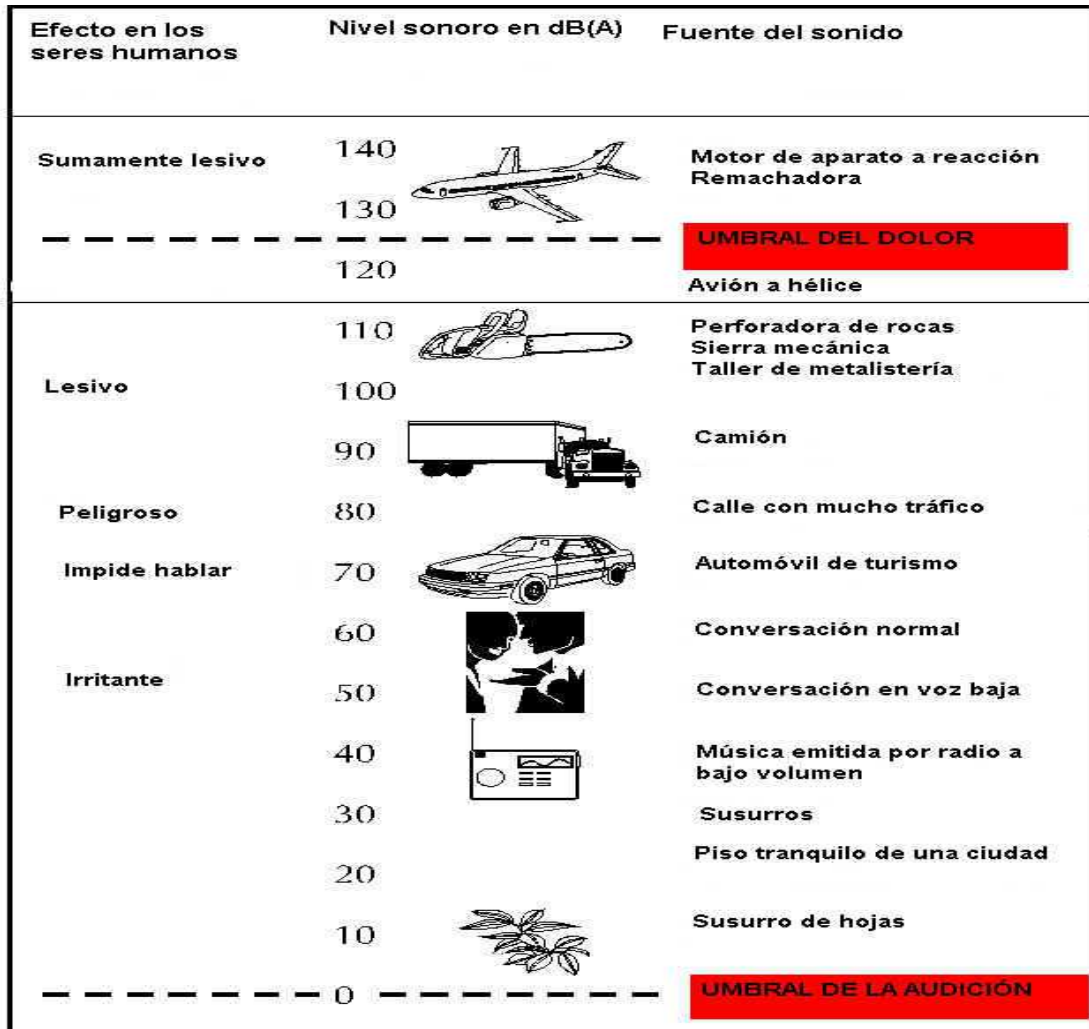 Efecto en los
seres humanos
Nivel sonoro en dB(A)
Fuente del sonido
Sumamente lesivo
140
Motor de aparato a reacción
Remachadora
130
UMBRAL DEL DOLOR
120
Avión a hélice
110
Perforadora de rocas
Sierra mecánica
Taller de metalistería
Lesivo
100
90
Camión
Peligroso
80
Calle con mucho tráfico
Impide hablar
70
Automóvil de turismo
60
Conversación normal
Irritante
50
Conversación en voz baja
40
Música emitida por radio a
bajo volumen
30
Susurros
Piso tranquilo de una ciudad
20
10
Susurro de hojas
0
UMBRAL DE LA AUDICIÓN